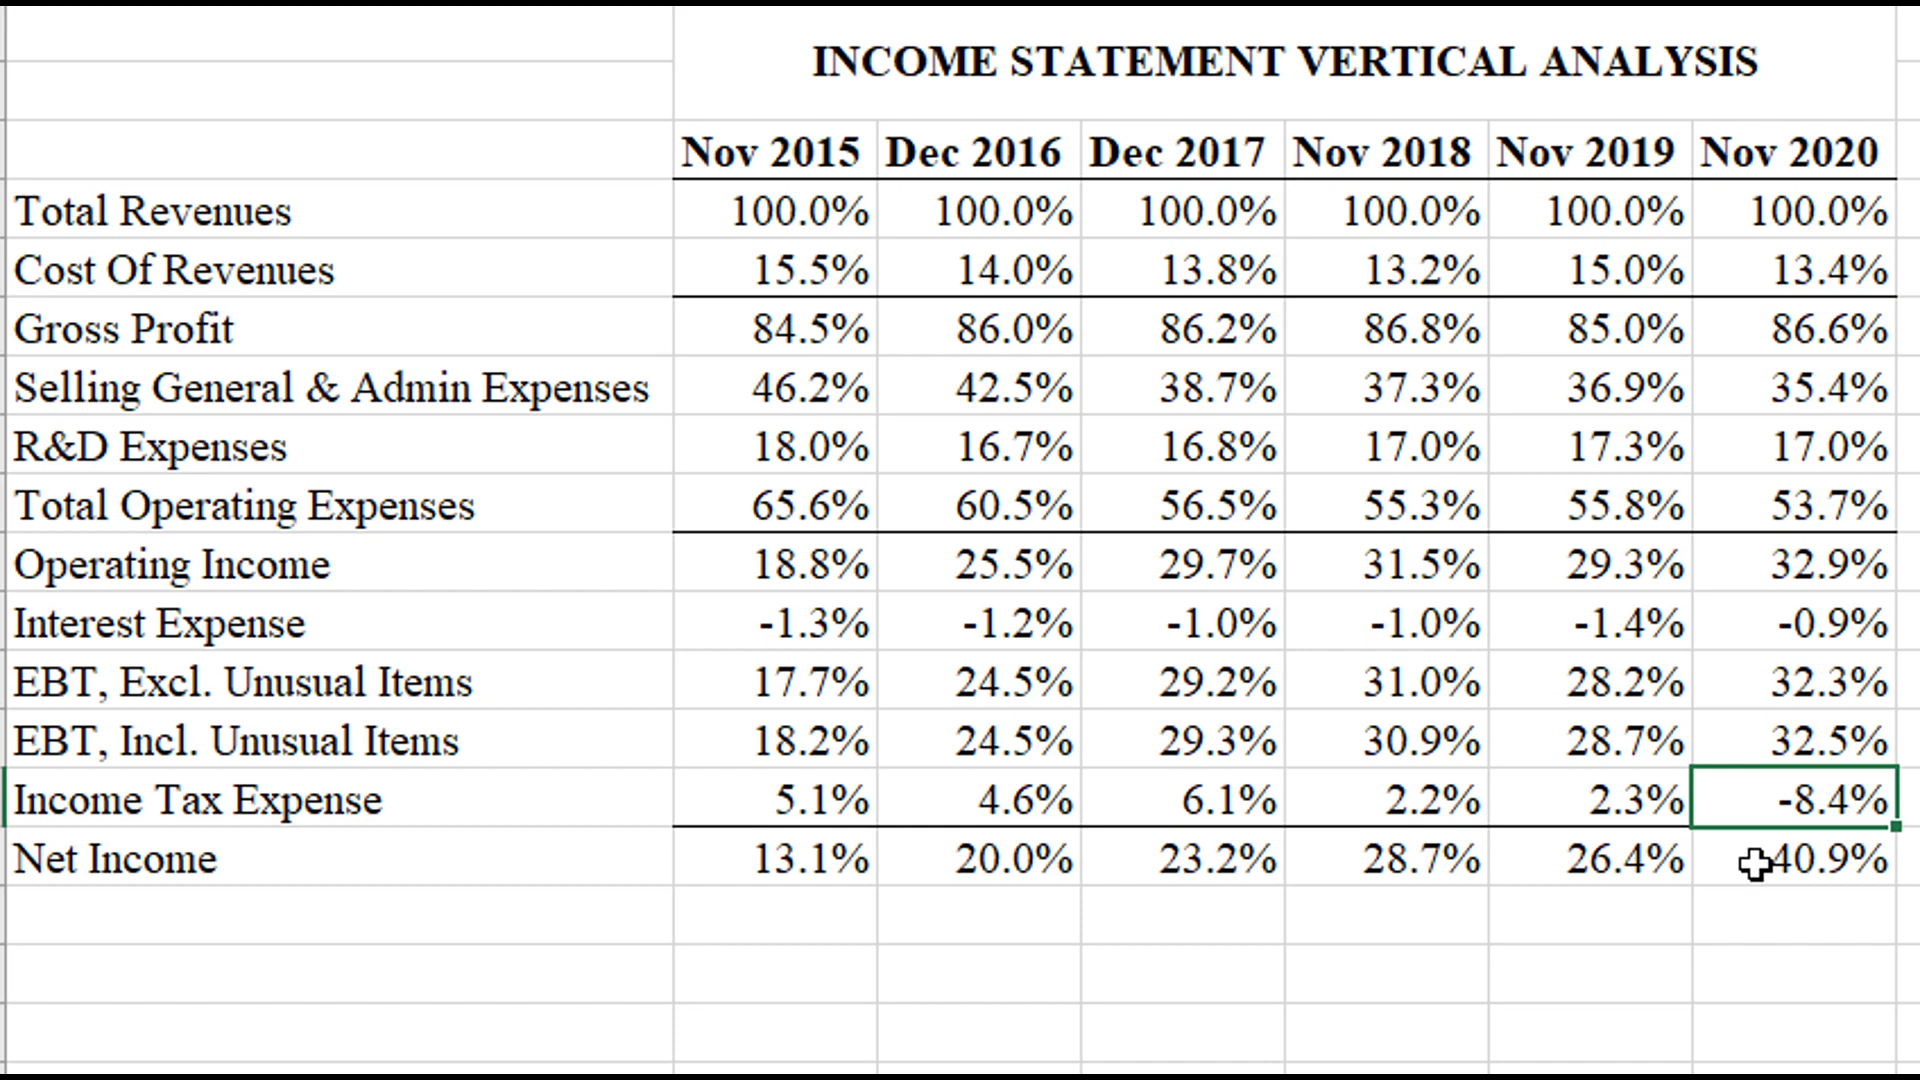 INCOME STATEMENT VERTICAL ANALYSIS
Nov 2015 Dec 2016 Dec 2017 Nov 2018 Nov 2019 Nov 2020
Total Revenues 100.0% 100.0% 100.0% 100.0% 100.0% 100.0%
Cost Of Revenues 15.5% 14.0% 13.8% 13.2% 15.0% 13.4%
Gross Profit 84.5% 86.0% 86.2% 86.8% 85.0% 86.6%
Selling General & Admin Expenses 46.2% 42.5% 38.7% 37.3% 36.9% 35.4%
R&D Expenses 18.0% 16.7% 16.8% 17.0% 17.3% 17.0%
Total Operating Expenses 65.6% 60.5% 56.5% 55.3% 55.8% 53.7%
Operating Income 18.8% 25.5% 29.7% 31.5% 29.3% 32.9%
Interest Expense -1.3% -1.2% -1.0% -1.0% -1.4% -0.9%
EBT, Excl. Unusual Items 17.7% 24.5% 29.2% 31.0% 28.2% 32.3%
EBT, Incl. Unusual Items 18.2% 24.5% 29.3% 30.9% 28.7% 32.5%
Income Tax Expense 5.1% 4.6% 6.1% 2.2% 2.3% -8.4%
Net Income 13.1% 20.0% 23.2% 28.7% 26.4% 40.9%